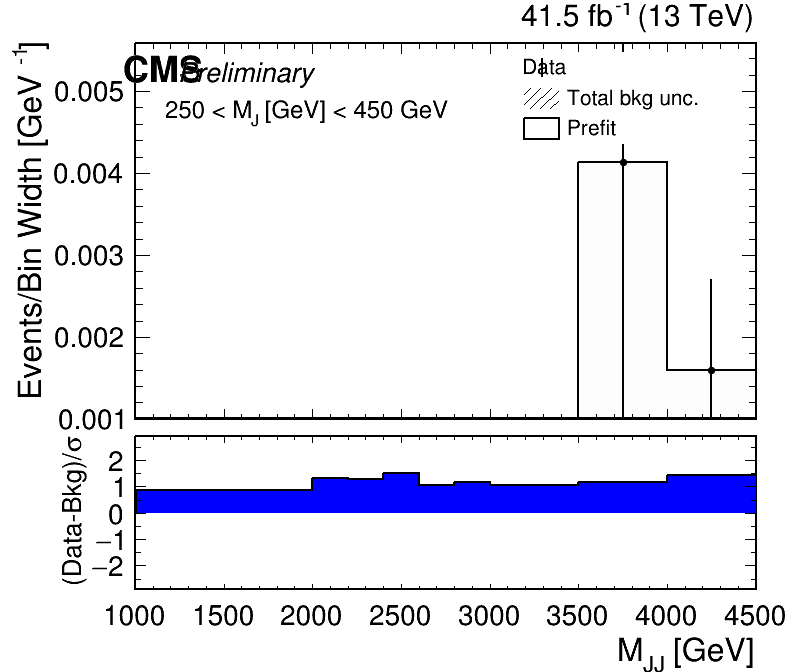 41.5 fb-1 (13 TeV)
CMS Preliminary
250 < MJ [GeV] < 450 GeV
Data
Total bkg unc.
Prefit
Events/Bin Width [GeV-1]
0.005
0.004
0.003
0.002
0.001
(Data-Bkg)/σ
2
1
0
−1
−2
1000 1500 2000 2500 3000 3500 4000 4500
MJJ [GeV]